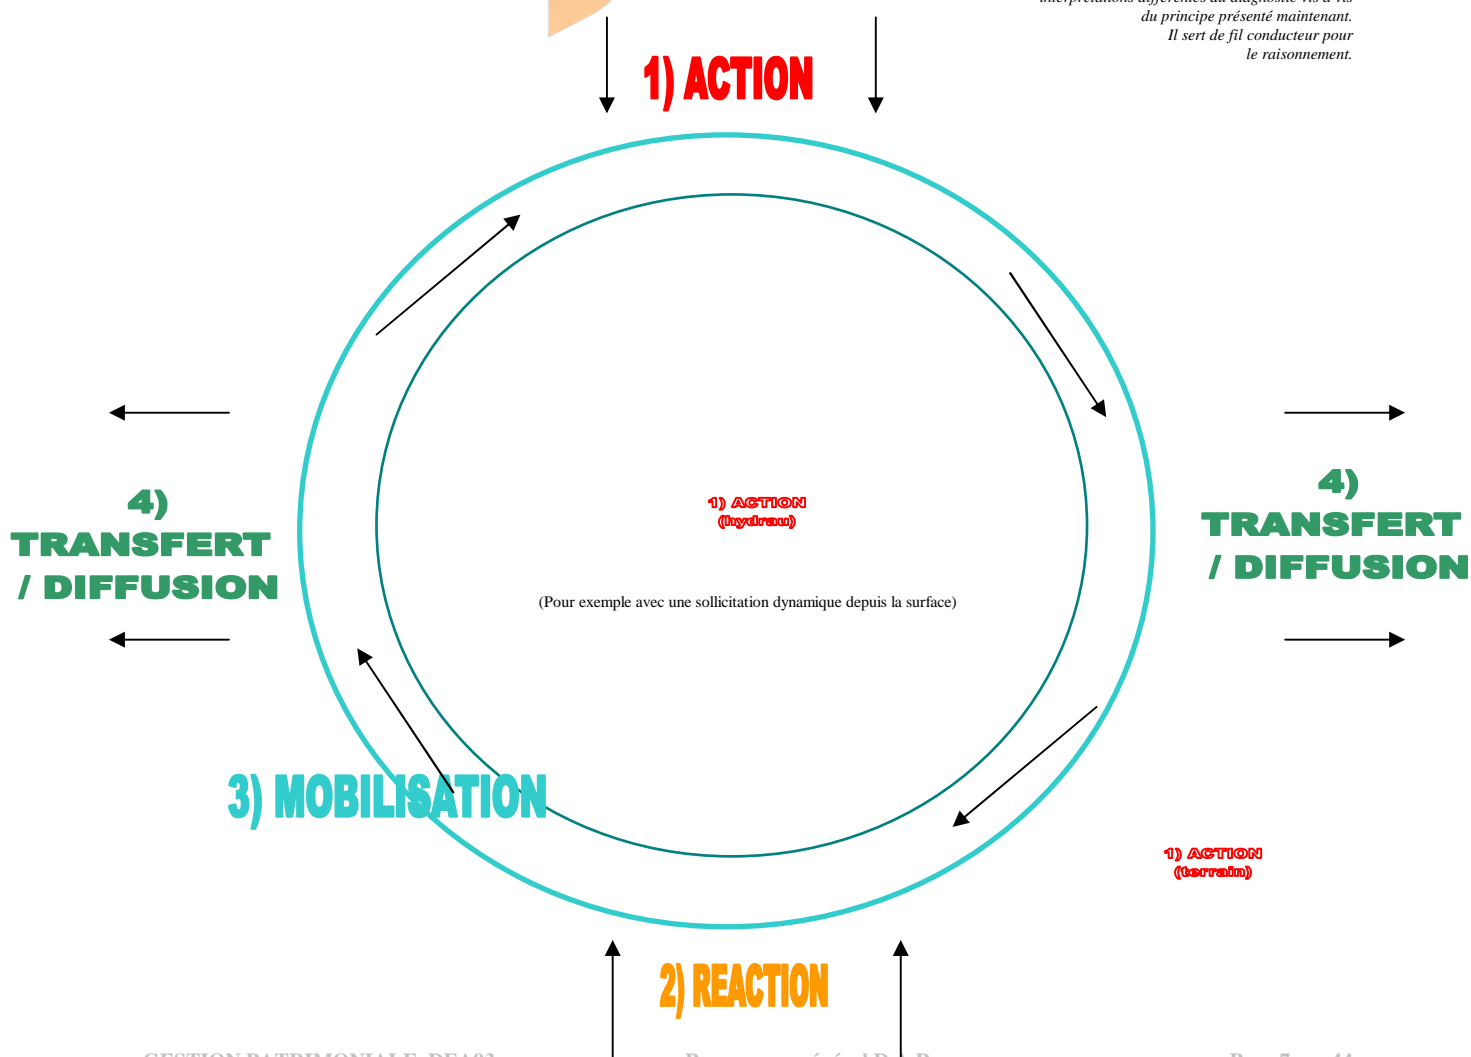 du principe présenté maintenant.
Il sert de fil conducteur pour
le raisonnement.
1) ACTION
4)
TRANSFERT
/ DIFFUSION
1) ACTION
(hydrau)
4)
TRANSFERT
/ DIFFUSION
(Pour exemple avec une sollicitation dynamique depuis la surface)
3) MOBILISATION
1) ACTION
(terrain)
2) REACTION